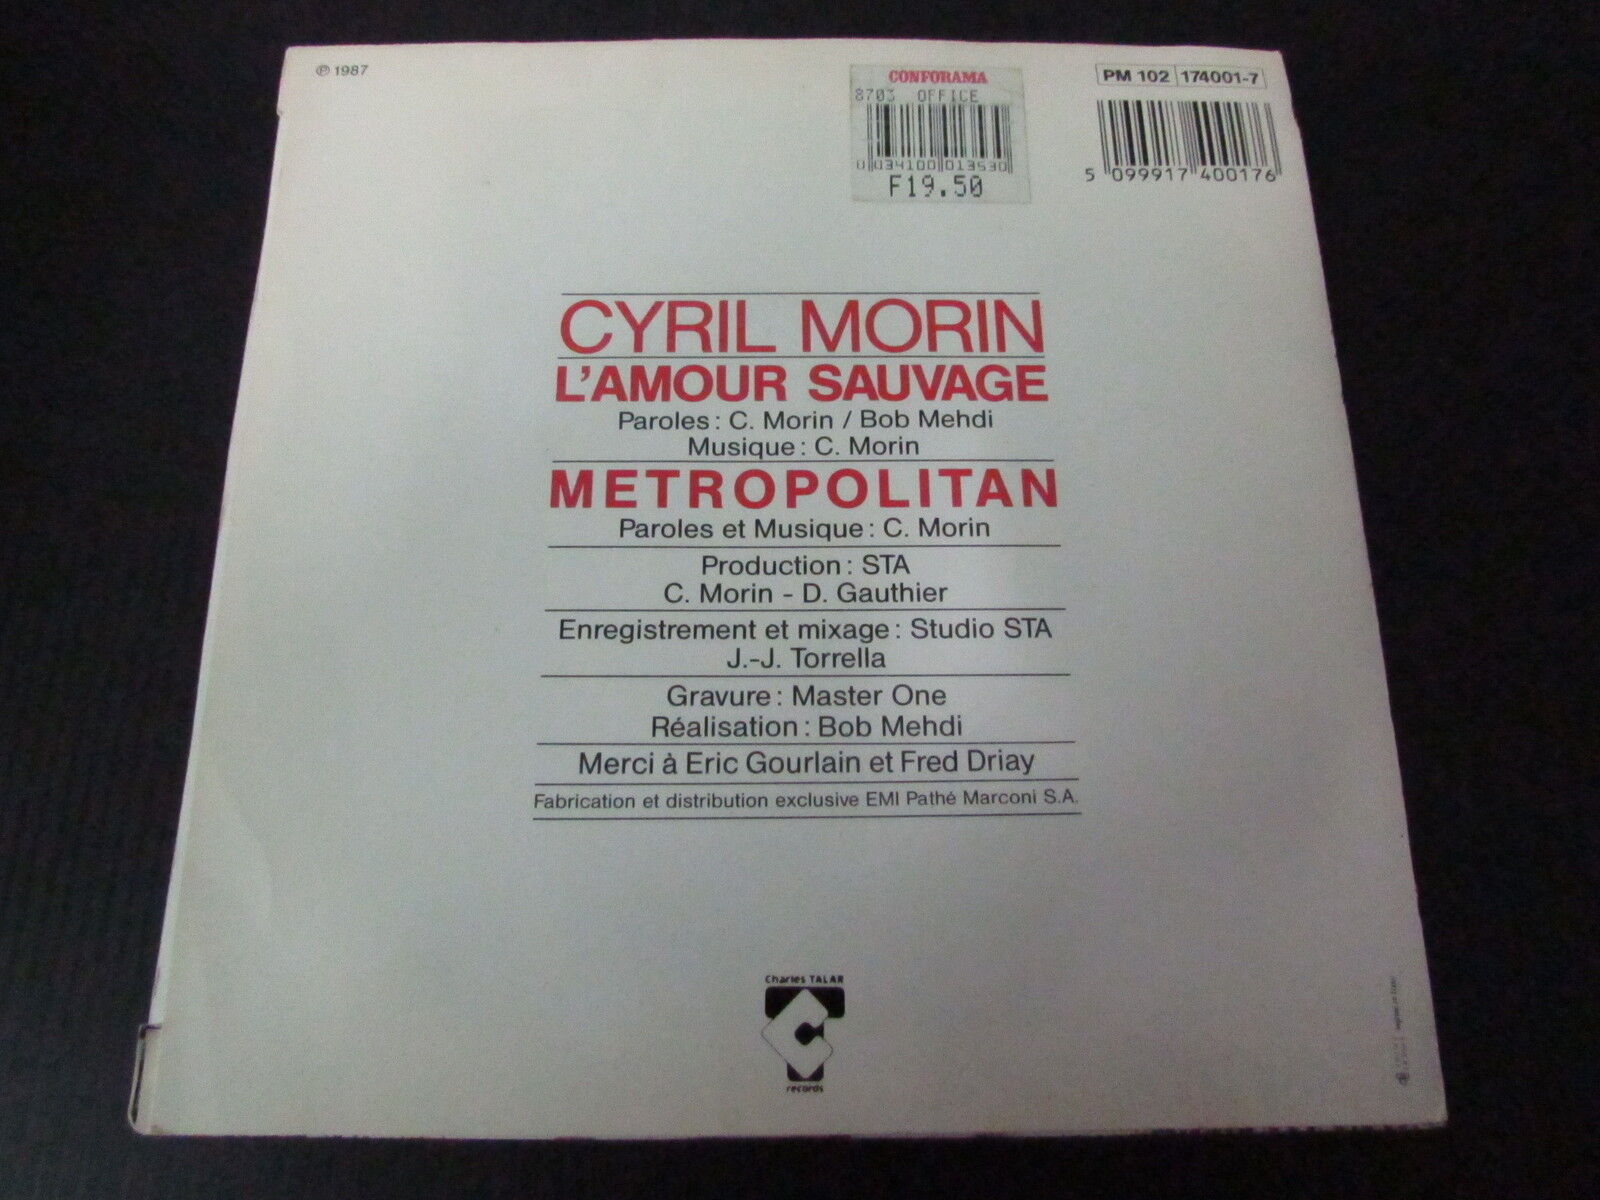 ℗ 1987
CONFORAMA
8703 OFFICE
0 034100 013530
F19.50
PM 102 174001-7
5 099917 400176
CYRIL MORIN
L'AMOUR SAUVAGE
Paroles : C. Morin / Bob Mehdi
Musique : C. Morin
METROPOLITAN
Paroles et Musique : C. Morin
Production : STA
C. Morin - D. Gauthier
Enregistrement et mixage : Studio STA
J.-J. Torrella
Gravure : Master One
Réalisation : Bob Mehdi
Merci à Eric Gourlain et Fred Driay
Fabrication et distribution exclusive EMI Pathé Marconi S.A.
Charles TALAR
records